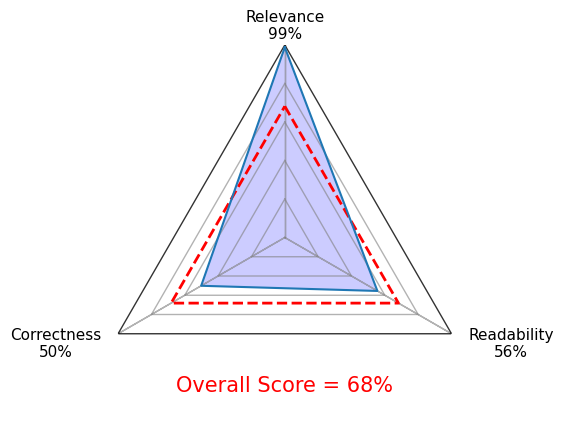 Relevance
99%
Correctness
50%
Readability
56%
Overall Score = 68%